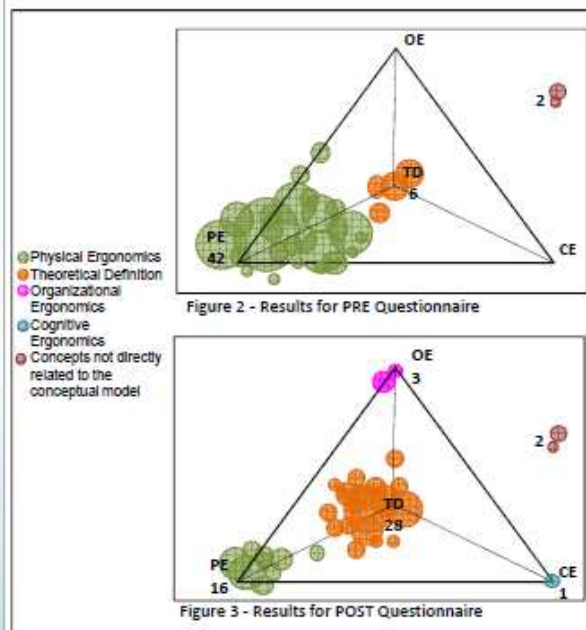 OE
2
TD
6
PE
42
CE
Figure 2 - Results for PRE Questionnaire
Physical Ergonomics
Theoretical Definition
Organizational
Ergonomics
Cognitive
Ergonomics
Concepts not directly
related to the
conceptual model
OE
3
2
TD
28
PE
16
CE
1
Figure 3 - Results for POST Questionnaire